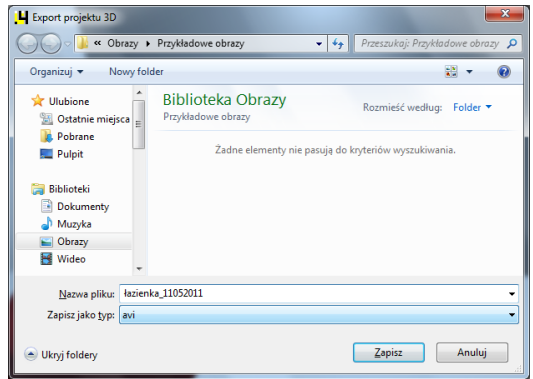 Export projektu 3D
« Obrazy ▸ Przykładowe obrazy
Przeszukaj: Przykładowe obrazy
Organizuj
Now​y folder
Ulubione
Ostatnie miejsca
Pobrane
Pulpit
Biblioteki
Dokumenty
Muzyka
Obrazy
Wideo
Biblioteka Obrazy
Przykładowe obrazy
Rozmieść według: Folder
Żadne elementy nie pasują do kryteriów wyszukiwania.
Nazwa pliku: łazienka_11052011
Zapisz jako typ: avi
Ukryj foldery
Zapisz
Anuluj